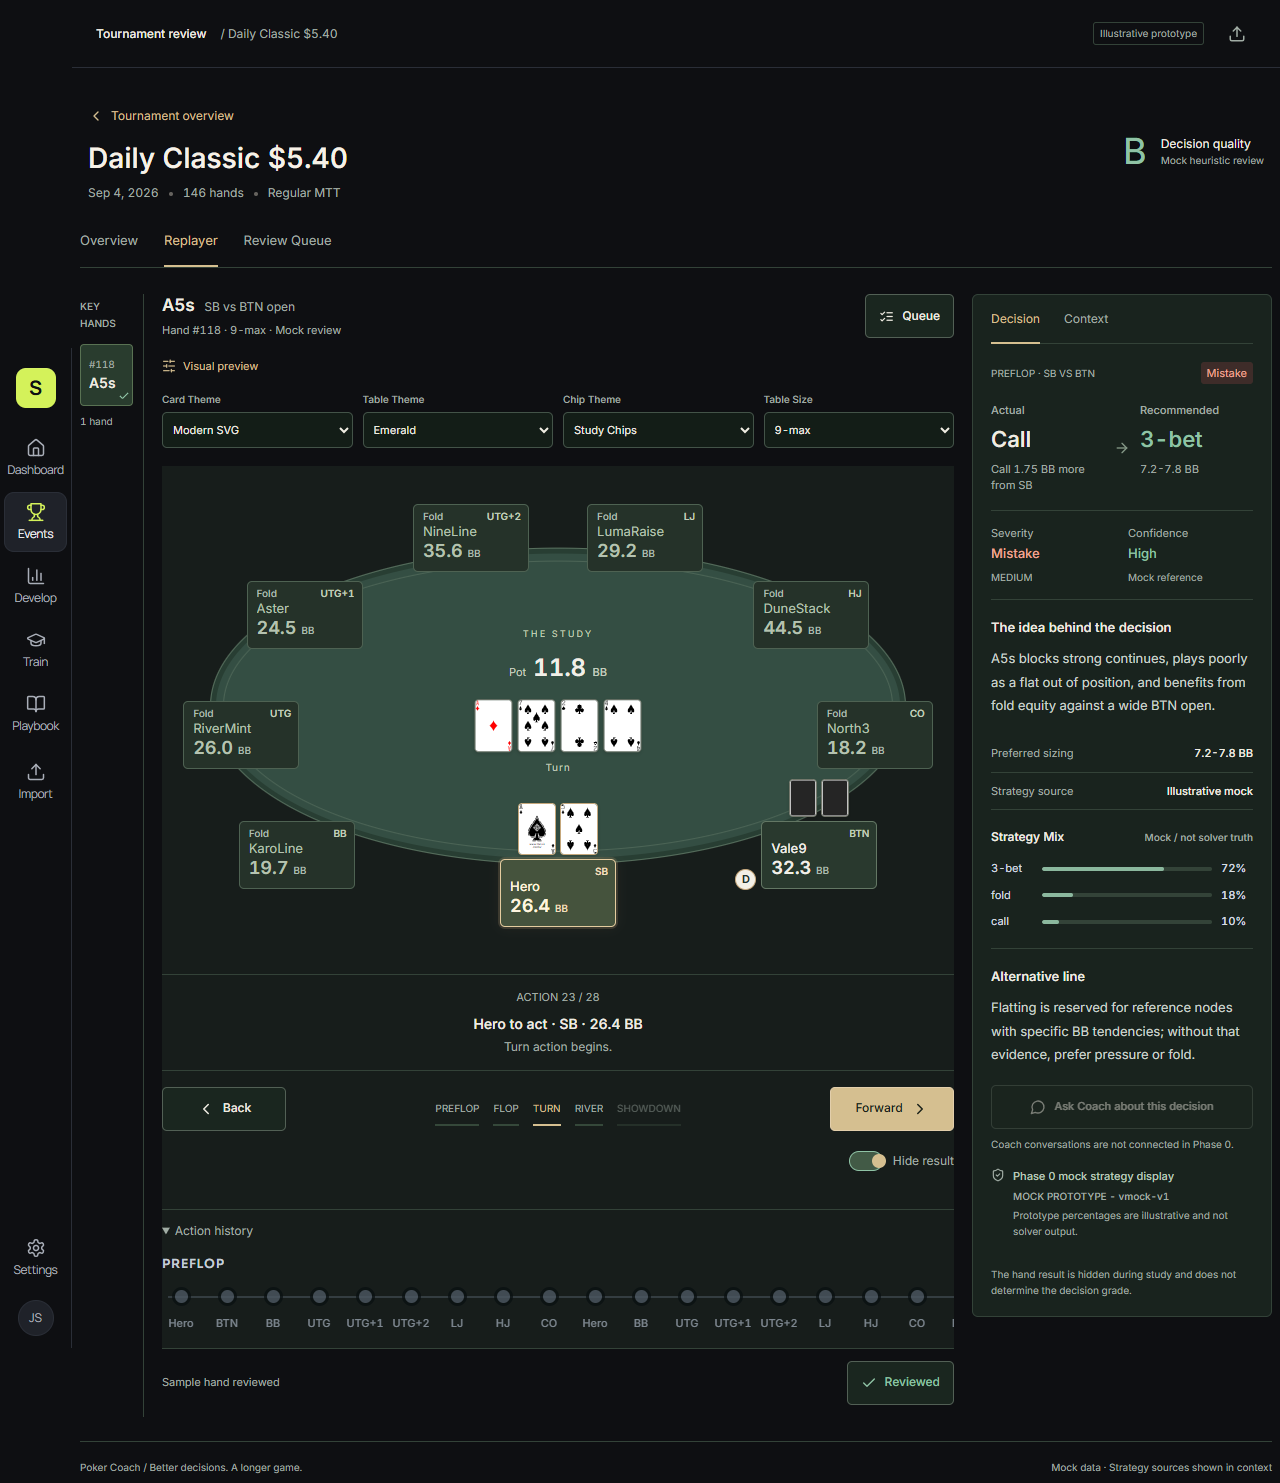 Tournament review / Daily Classic $5.40
Illustrative prototype
Tournament overview
Daily Classic $5.40
Sep 4, 2026 • 146 hands • Regular MTT
B
Decision quality
Mock heuristic review
Overview
Replayer
Review Queue
S
Dashboard
Events
Develop
Train
Playbook
Import
Settings
JS
KEY
HANDS
#118
A5s
1 hand
A5s SB vs BTN open
Hand #118 · 9-max · Mock review
Queue
Visual preview
Card Theme
Table Theme
Chip Theme
Table Size
Modern SVG
Emerald
Study Chips
9-max
Fold UTG+2
NineLine
35.6 BB
Fold LJ
LumaRaise
29.2 BB
Fold UTG+1
Aster
24.5 BB
Fold HJ
DuneStack
44.5 BB
THE STUDY
Pot 11.8 BB
Fold UTG
RiverMint
26.0 BB
Fold CO
North3
18.2 BB
Turn
Fold BB
KaroLine
19.7 BB
BTN
Vale9
32.3 BB
D
SB
Hero
26.4 BB
ACTION 23 / 28
Hero to act · SB · 26.4 BB
Turn action begins.
Back
PREFLOP
FLOP
TURN
RIVER
SHOWDOWN
Forward
Hide result
Action history
PREFLOP
Hero BTN BB UTG UTG+1 UTG+2 LJ HJ CO Hero BB UTG UTG+1 UTG+2 LJ HJ CO
Sample hand reviewed
Reviewed
Decision
Context
PREFLOP · SB VS BTN
Mistake
Actual
Recommended
Call
3-bet
Call 1.75 BB more
from SB
7.2-7.8 BB
Severity
Confidence
Mistake
High
MEDIUM
Mock reference
The idea behind the decision
A5s blocks strong continues, plays poorly
as a flat out of position, and benefits from
fold equity against a wide BTN open.
Preferred sizing 7.2-7.8 BB
Strategy source Illustrative mock
Strategy Mix Mock / not solver truth
3-bet 72%
fold 18%
call 10%
Alternative line
Flatting is reserved for reference nodes
with specific BB tendencies; without that
evidence, prefer pressure or fold.
Ask Coach about this decision
Coach conversations are not connected in Phase 0.
Phase 0 mock strategy display
MOCK PROTOTYPE - vmock-v1
Prototype percentages are illustrative and not
solver output.
The hand result is hidden during study and does not
determine the decision grade.
Poker Coach / Better decisions. A longer game.
Mock data · Strategy sources shown in context